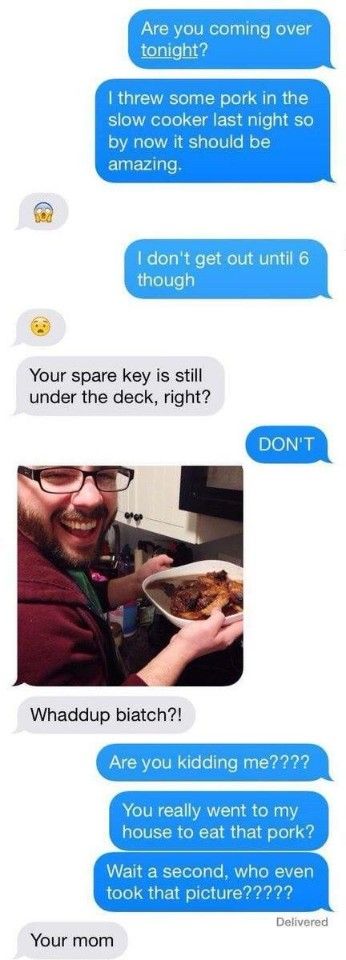 Are you coming over
tonight?
I threw some pork in the
slow cooker last night so
by now it should be
amazing.
I don't get out until 6
though
Your spare key is still
under the deck, right?
DON'T
Whaddup biatch?!
Are you kidding me????
You really went to my
house to eat that pork?
Wait a second, who even
took that picture?????
Delivered
Your mom